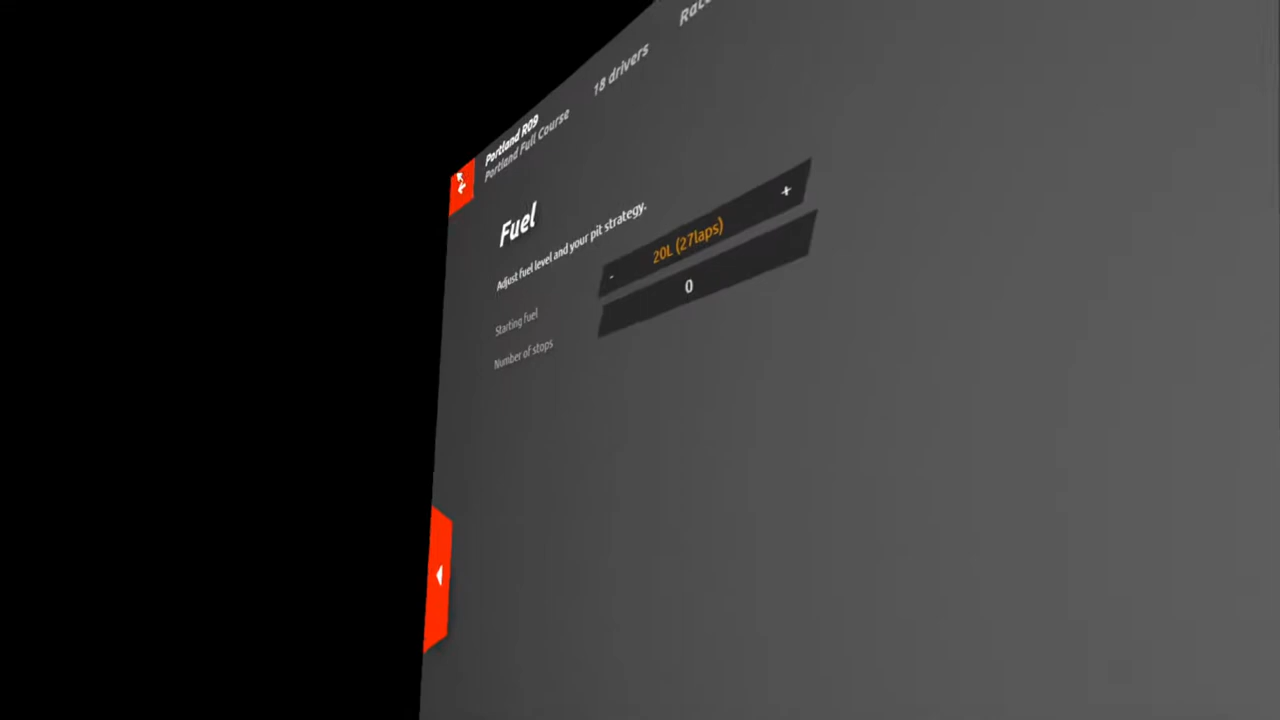 Portland R09
Portland Full Course
18 drivers
Fuel
Adjust fuel level and your pit strategy.
Starting fuel
- 20L (27laps) +
Number of stops
0